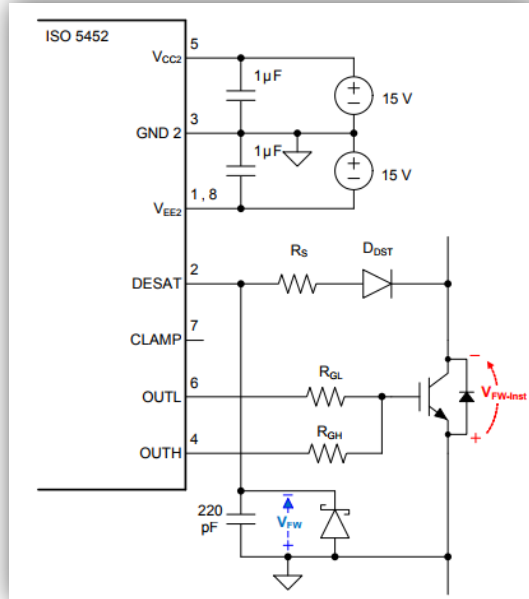 ISO 5452
5
VCC2
1µF
15 V
3
GND 2
1µF
15 V
1 , 8
VEE2
RS
DDST
DESAT
2
CLAMP
7
RGL
OUTL
6
VFW-Inst
RGH
OUTH
4
220
pF
VFW